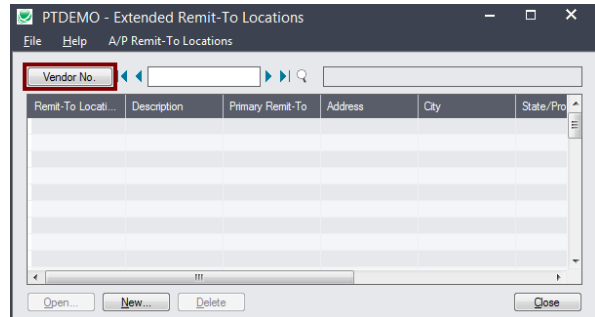 PTDEMO - Extended Remit-To Locations
File Help A/P Remit-To Locations
Vendor No.
Remit-To Locati... Description Primary Remit-To Address City State/Pro
Open... New... Delete Close